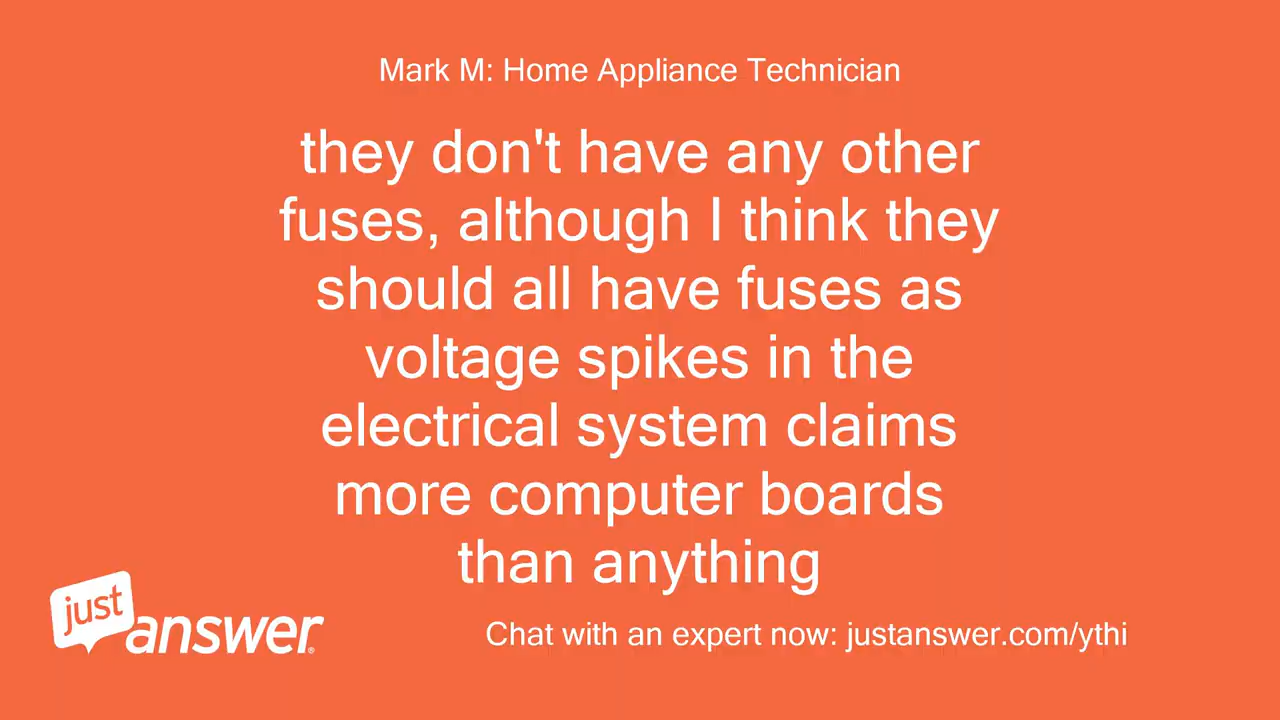 Mark M: Home Appliance Technician
they don't have any other
fuses, although I think they
should all have fuses as
voltage spikes in the
electrical system claims
more computer boards
than anything
just
answer
Chat with an expert now: justanswer.com/ythi